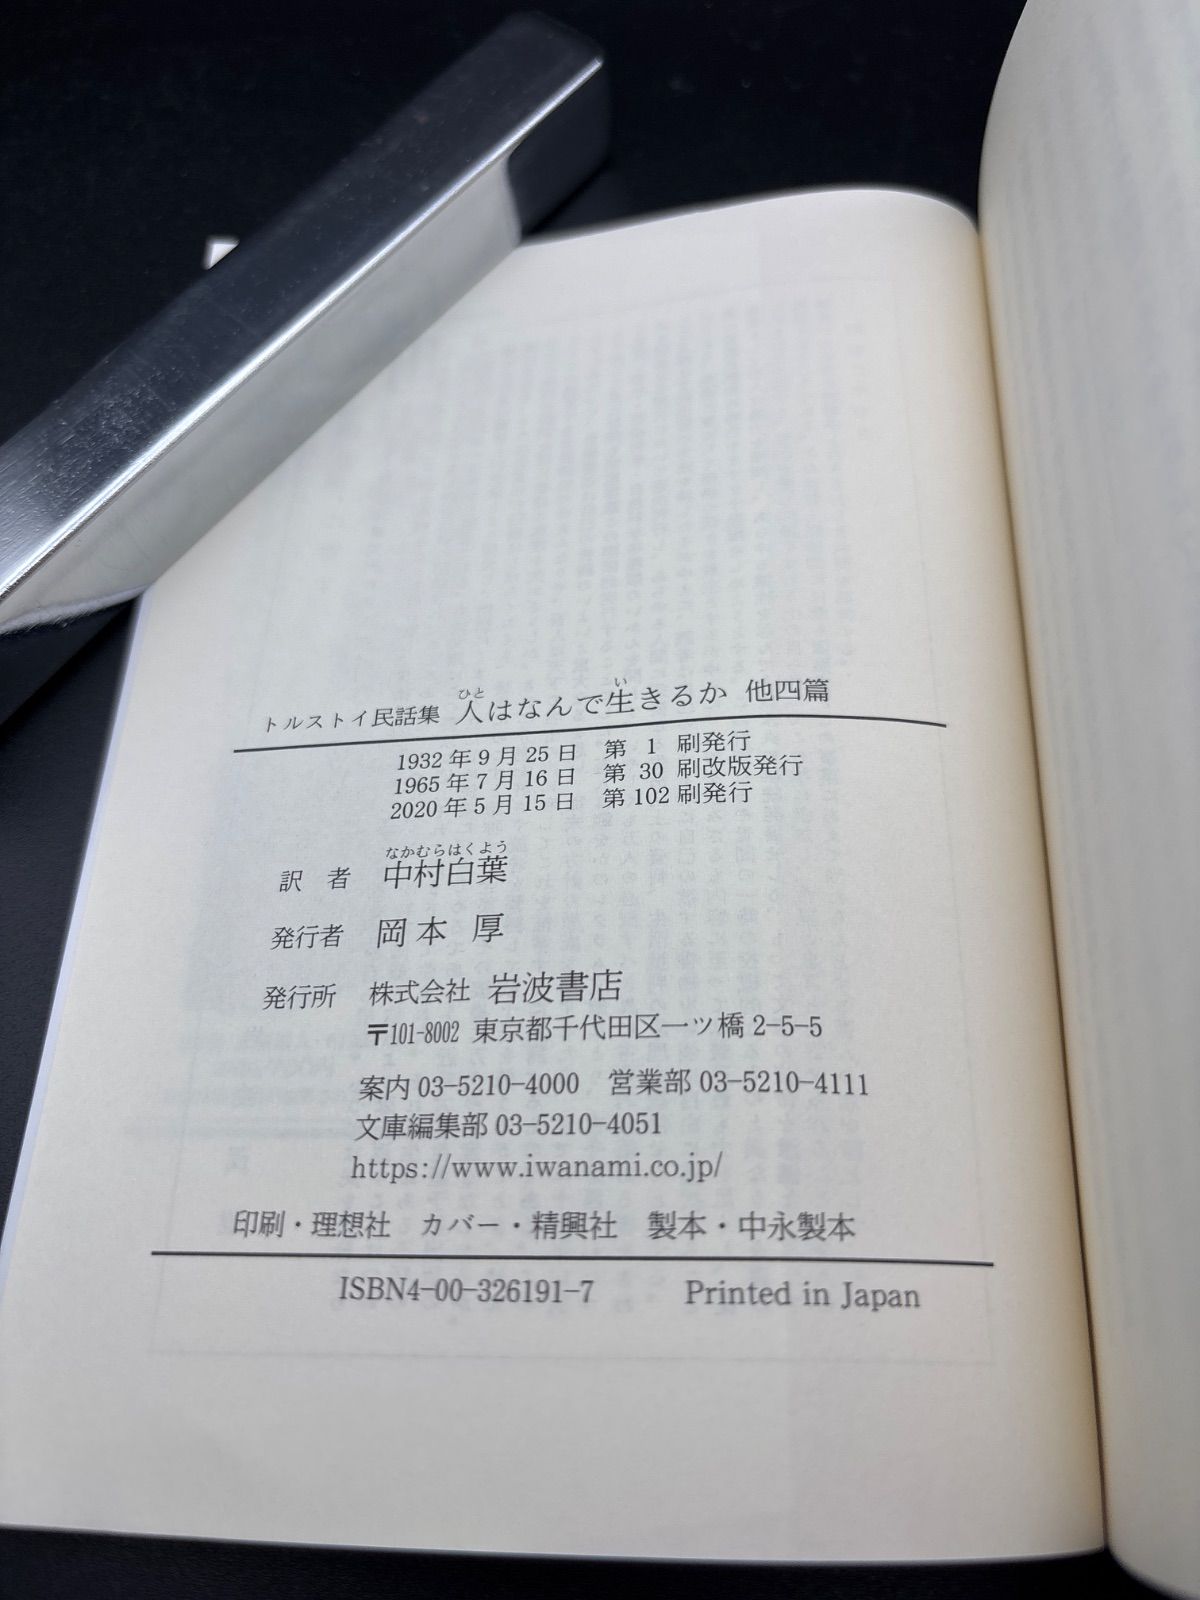 トルストイ民話集 人はなんで生きるか 他四篇
1932年9月25日 第1刷発行
1965年7月16日 第30刷改版発行
2020年5月15日 第102刷発行
訳者 中村白葉
発行者 岡本厚
発行所 株式会社 岩波書店
〒101-8002 東京都千代田区一ツ橋2-5-5
案内 03-5210-4000 営業部 03-5210-4111
文庫編集部 03-5210-4051
https://www.iwanami.co.jp/
印刷・理想社 カバー・精興社 製本・中永製本
ISBN4-00-326191-7 Printed in Japan